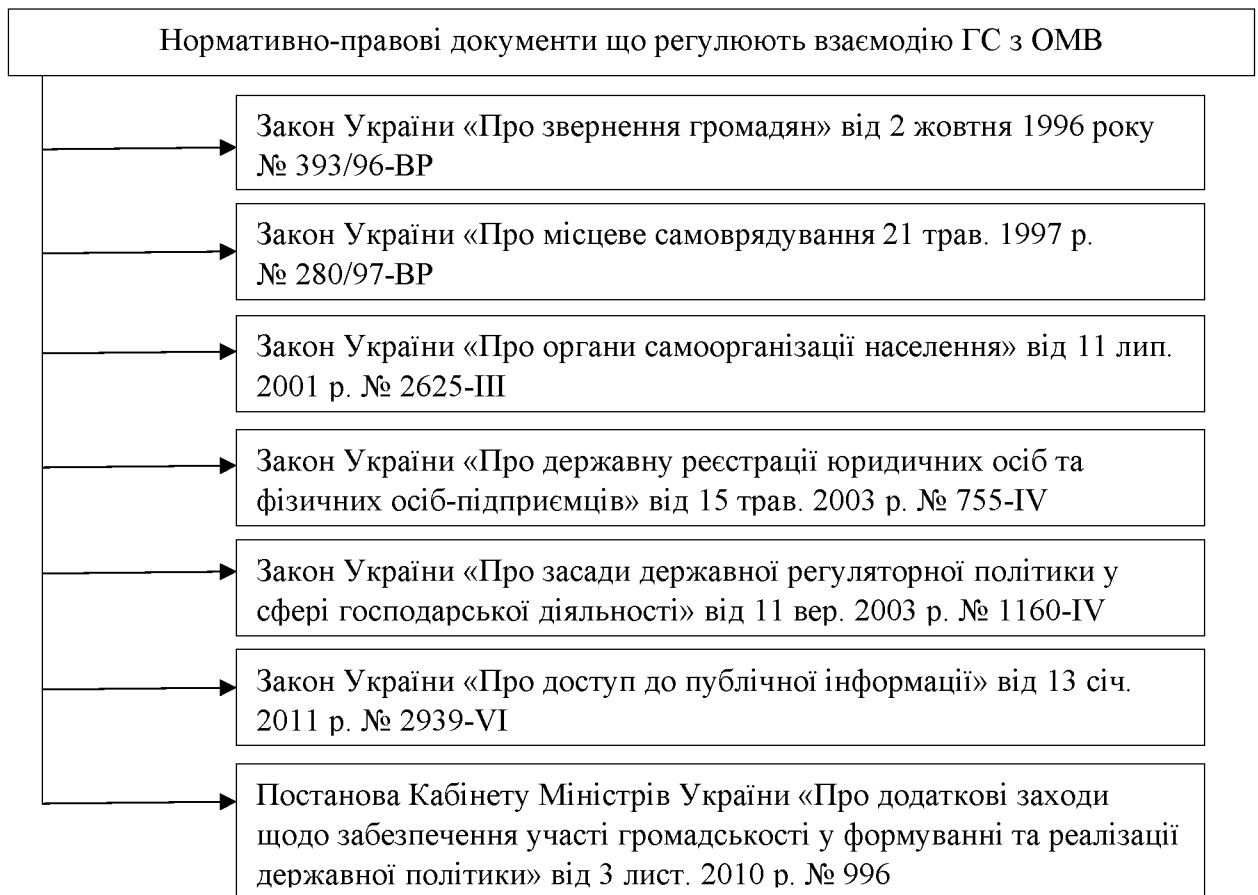 Нормативно-правові документи що регулюють взаємодію ГС з ОМВ
Закон України «Про звернення громадян» від 2 жовтня 1996 року
№ 393/96-ВР
Закон України «Про місцеве самоврядування 21 трав. 1997 р.
№ 280/97-ВР
Закон України «Про органи самоорганізації населення» від 11 лип.
2001 р. № 2625-III
Закон України «Про державну реєстрації юридичних осіб та
фізичних осіб-підприємців» від 15 трав. 2003 р. № 755-IV
Закон України «Про засади державної регуляторної політики у
сфері господарської діяльності» від 11 вер. 2003 р. № 1160-IV
Закон України «Про доступ до публічної інформації» від 13 січ.
2011 р. № 2939-VI
Постанова Кабінету Міністрів України «Про додаткові заходи
щодо забезпечення участі громадськості у формуванні та реалізації
державної політики» від 3 лист. 2010 р. № 996